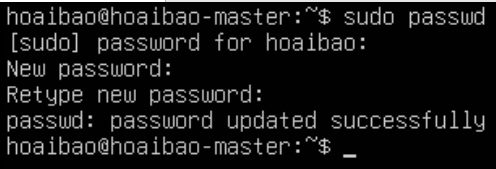 hoaibao@hoaibao-master:~$ sudo passwd
[sudo] password for hoaibao:
New password:
Retype new password:
passwd: password updated successfully
hoaibao@hoaibao-master:~$ _